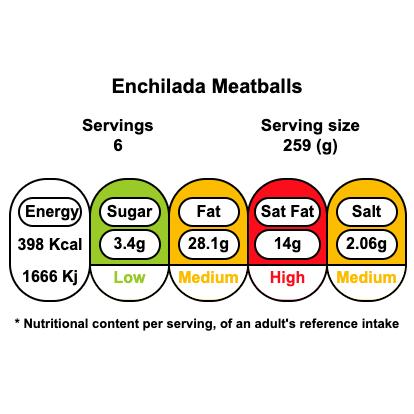 Enchilada Meatballs
Servings
6
Serving size
259 (g)
Energy Sugar Fat Sat Fat Salt
398 Kcal 3.4g 28.1g 14g 2.06g
1666 Kj Low Medium High Medium
* Nutritional content per serving, of an adult's reference intake